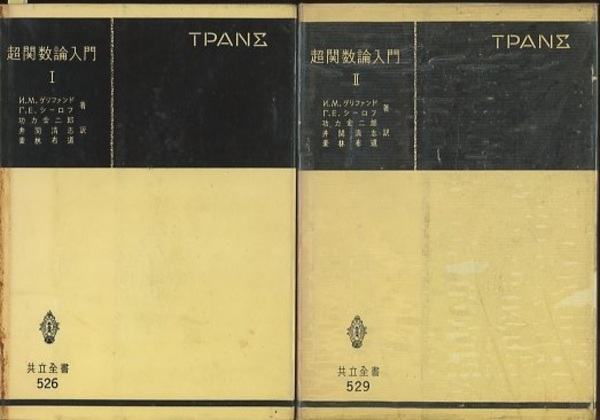 TPANΣ
超関数論入門
I
И.М.ゲリファンド
Г.Е.シーロフ
著
功力金二郎
井関清志
麦林布道
訳
共立全書
526
TPANΣ
超関数論入門
II
И.М.ゲリファンド
Г.Е.シーロフ
著
功力金二郎
井関清志
麦林布道
訳
共立全書
529